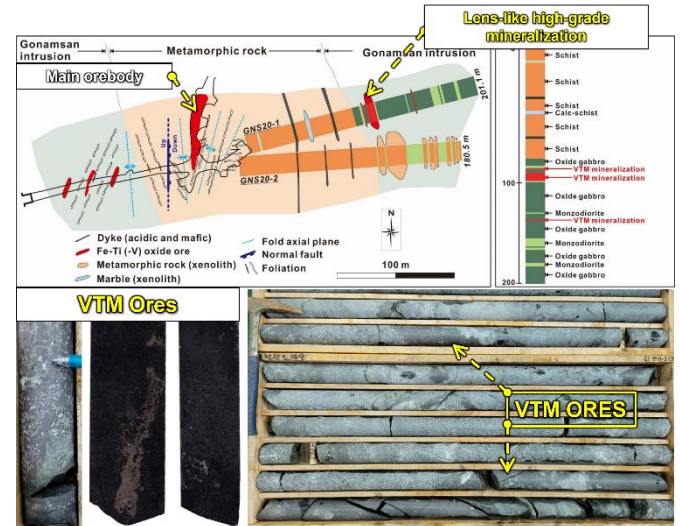 Gonamsan
intrusion
Metamorphic rock
Lens-like high-grade
mineralization
Gonamsan intrusion
Main orebody
Up
Down
GNS20-1
201.1 m
GNS20-2
180.5 m
N
Dyke (acidic and mafic)
Fe-Ti (-V) oxide ore
Metamorphic rock (xenolith)
Marble (xenolith)
Fold axial plane
Normal fault
Foliation
100 m
Schist
Schist
Schist
Calc-schist
Schist
Schist
Oxide gabbro
VTM mineralization
VTM mineralization
100
Oxide gabbro
VTM mineralization
Monzodiorite
Oxide gabbro
Monzodiorite
Oxide gabbro
Monzodiorite
Oxide gabbro
200
VTM Ores
VTM ORES